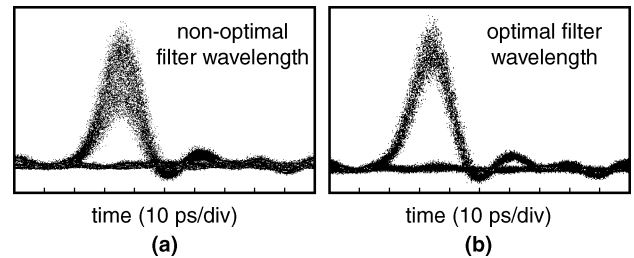 non-optimal
filter wavelength
time (10 ps/div)
(a)
optimal filter
wavelength
time (10 ps/div)
(b)